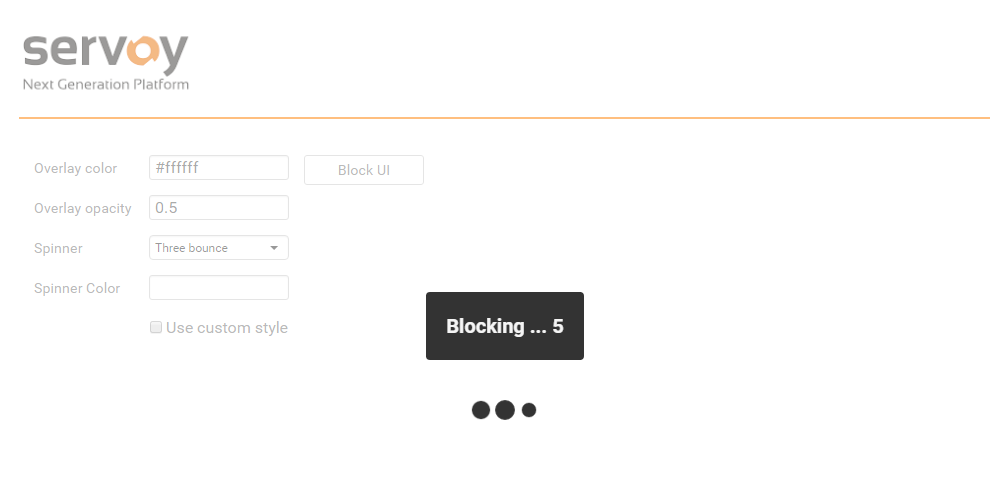 servoy
Next Generation Platform
Overlay color #ffffff Block UI
Overlay opacity 0.5
Spinner Three bounce
Spinner Color
Use custom style
Blocking ... 5